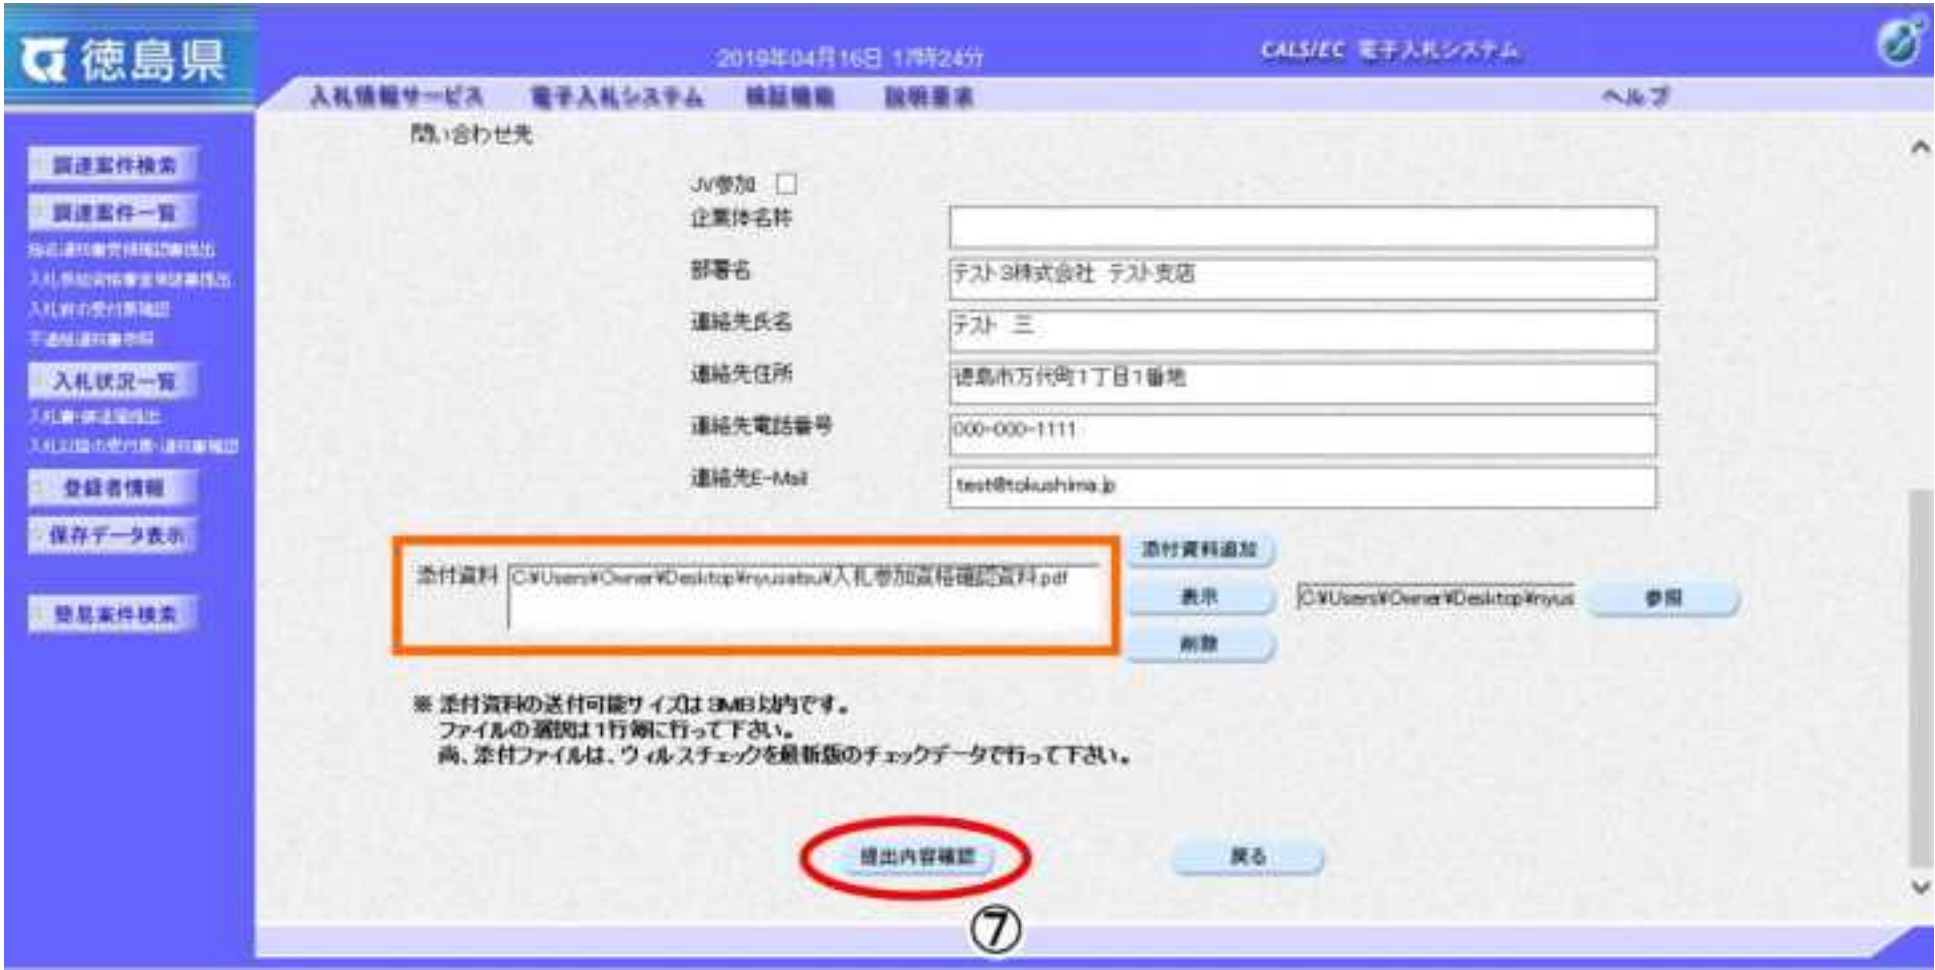 徳島県
2019年04月16日 17時24分
CALS/EC 電子入札システム
入札情報サービス 電子入札システム 検証機能 説明要求 ヘルプ
調達案件検索
調達案件一覧
入札状況一覧
登録者情報
保存データ表示
簡易案件検索
問い合わせ先
JV参加
企業体名称
部署名 テスト3株式会社 テスト支店
連絡先氏名 テスト 三
連絡先住所 徳島市万代町1丁目1番地
連絡先電話番号 000-000-1111
連絡先E-Mail test@tokushima.jp
添付資料追加
添付資料 C:¥Users¥Owner¥Desktop¥nyusatsu¥入札参加資格確認資料.pdf
表示 C:¥Users¥Owner¥Desktop¥nyus 参照
削除
※ 添付資料の送付可能サイズは3MB以内です。
ファイルの選択は1行毎に行って下さい。
尚、添付ファイルは、ウィルスチェックを最新版のチェックデータで行って下さい。
提出内容確認 戻る
⑦